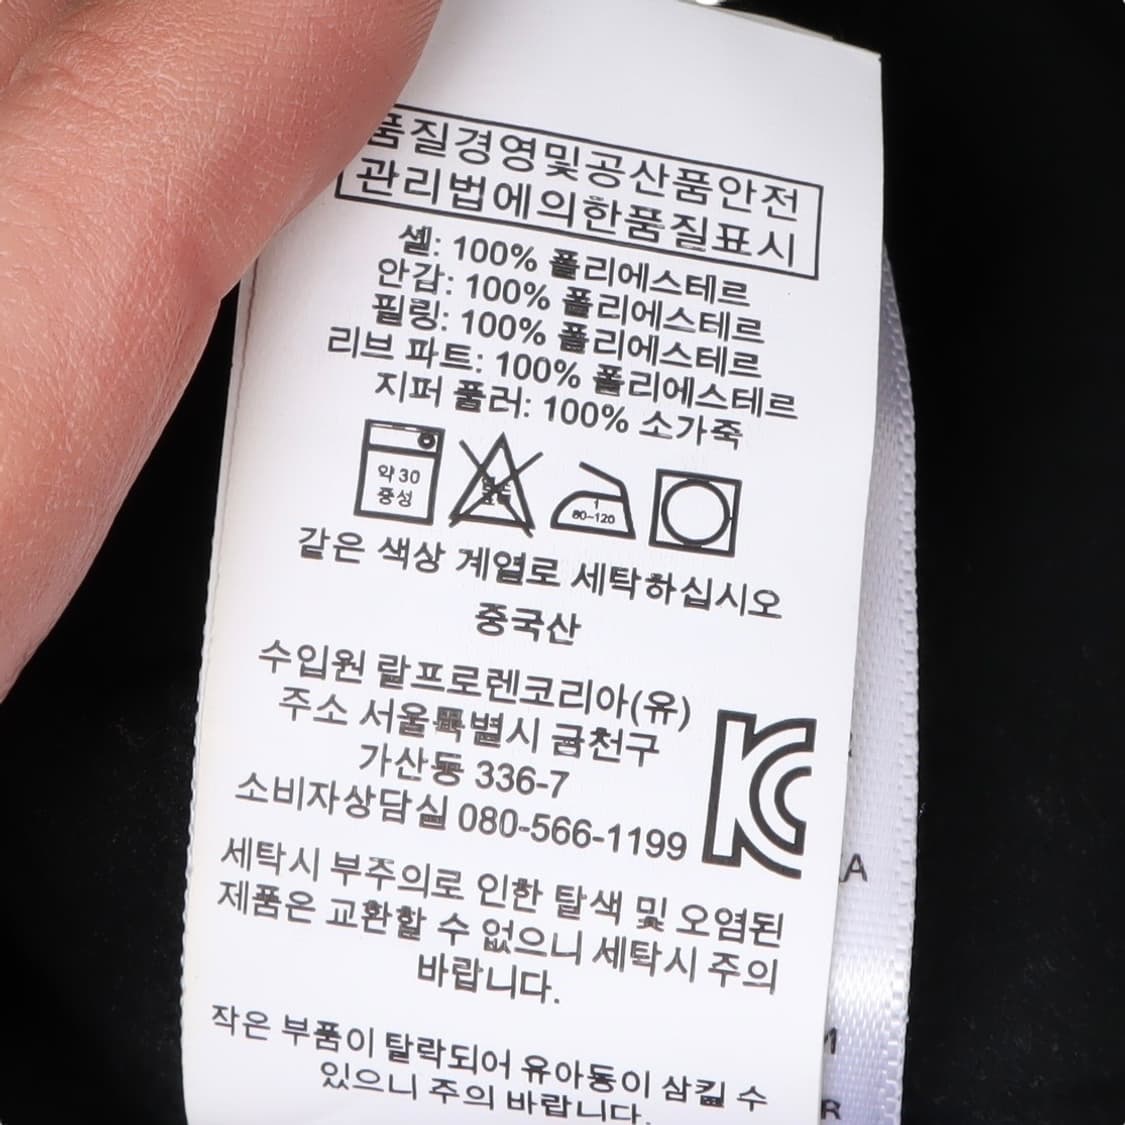 품질경영및공산품안전
관리법에의한품질표시
셸: 100% 폴리에스테르
안감: 100% 폴리에스테르
필링: 100% 폴리에스테르
리브 파트: 100% 폴리에스테르
지퍼 풀러: 100% 소가죽
약 30
중성
1
80-120
같은 색상 계열로 세탁하십시오
중국산
수입원 랄프로렌코리아(유)
주소 서울특별시 금천구
가산동 336-7
소비자상담실 080-566-1199
세탁시 부주의로 인한 탈색 및 오염된
제품은 교환할 수 없으니 세탁시 주의
바랍니다.
작은 부품이 탈락되어 유아동이 삼킬 수
있으니 주의 바랍니다.